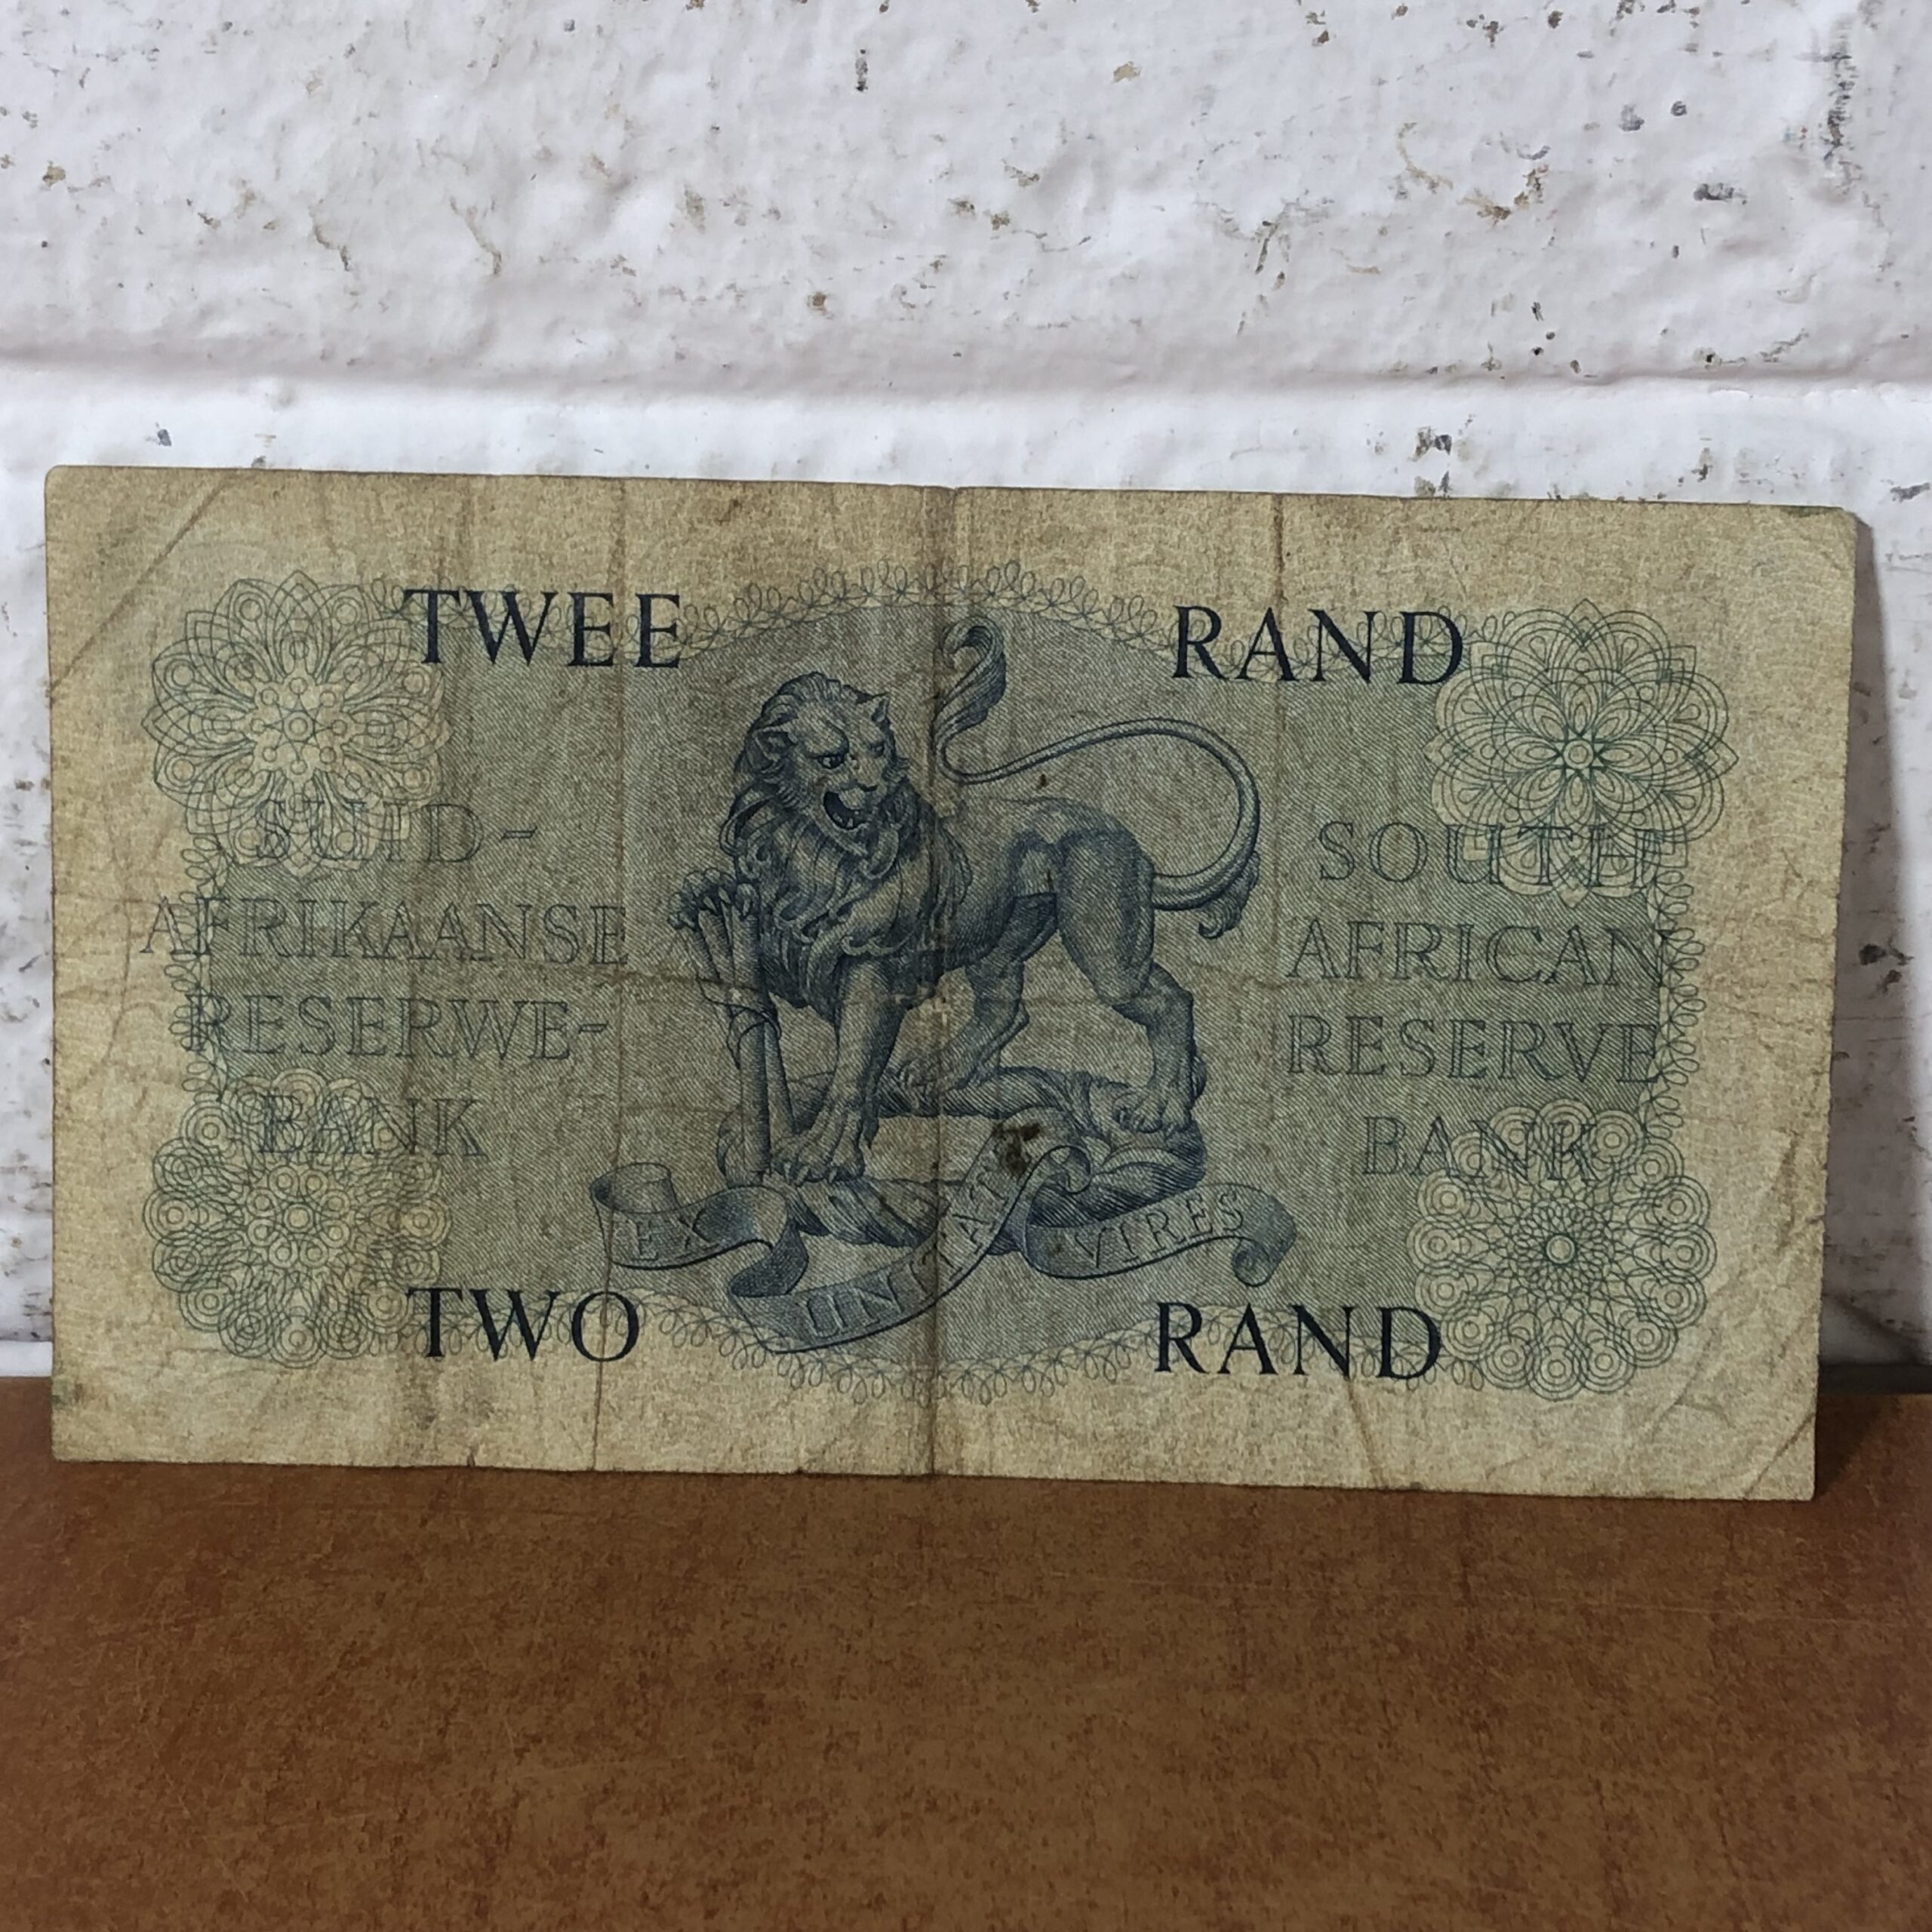 TWEE RAND
SUID-
AFRIKAANSE
RESERWE-
BANK
SOUTH
AFRICAN
RESERVE
BANK
EX UNITATE VIRES
TWO RAND